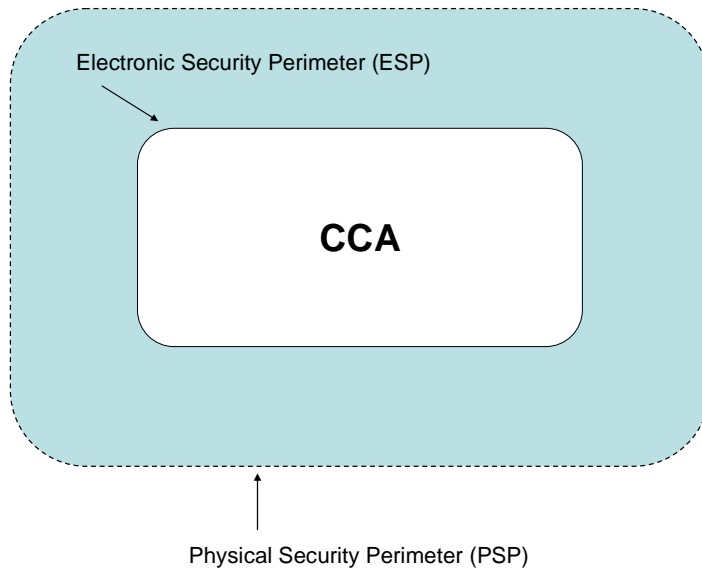 Electronic Security Perimeter (ESP)
CCA
Physical Security Perimeter (PSP)